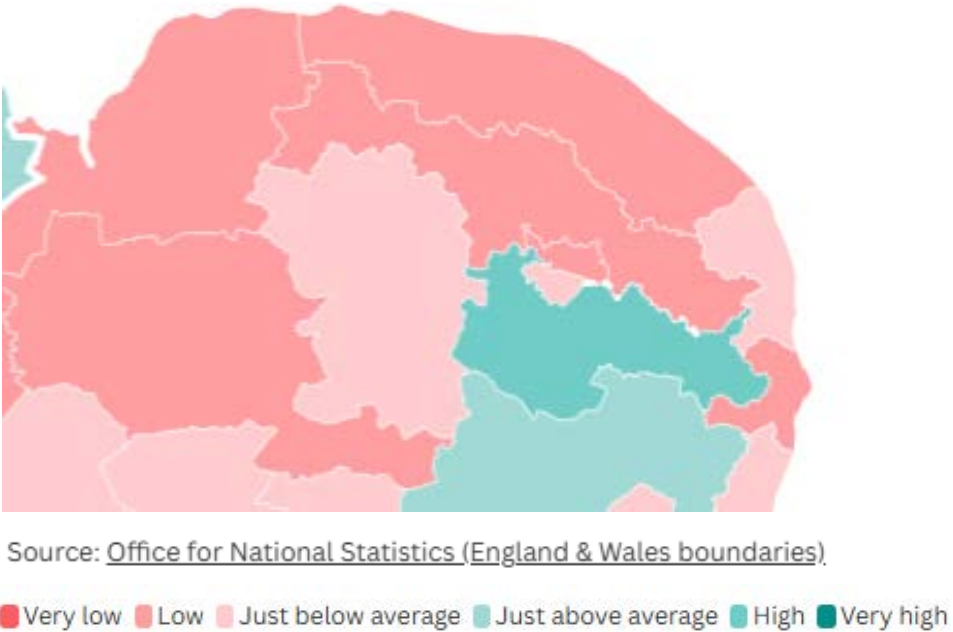 Source: Office for National Statistics (England & Wales boundaries)
Very low Low Just below average Just above average High Very high